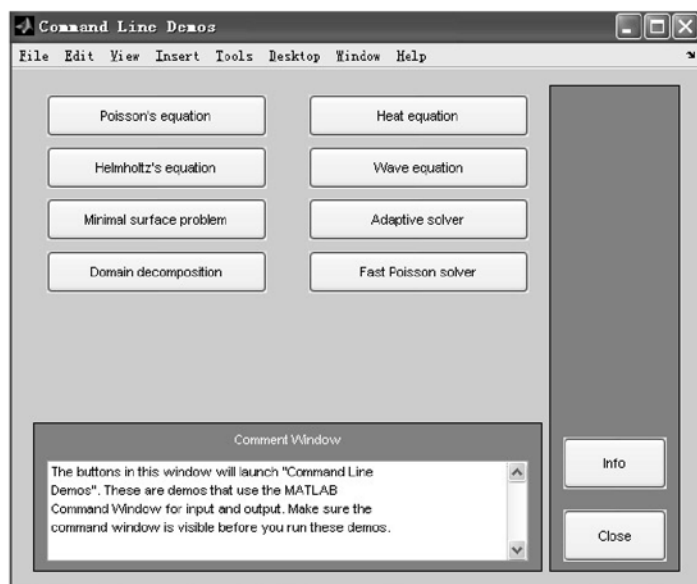 Command Line Demos
File Edit View Insert Tools Desktop Window Help
Poisson's equation
Heat equation
Helmholtz's equation
Wave equation
Minimal surface problem
Adaptive solver
Domain decomposition
Fast Poisson solver
Comment Window
The buttons in this window will launch "Command Line
Demos". These are demos that use the MATLAB
Command Window for input and output. Make sure the
command window is visible before you run these demos.
Info
Close